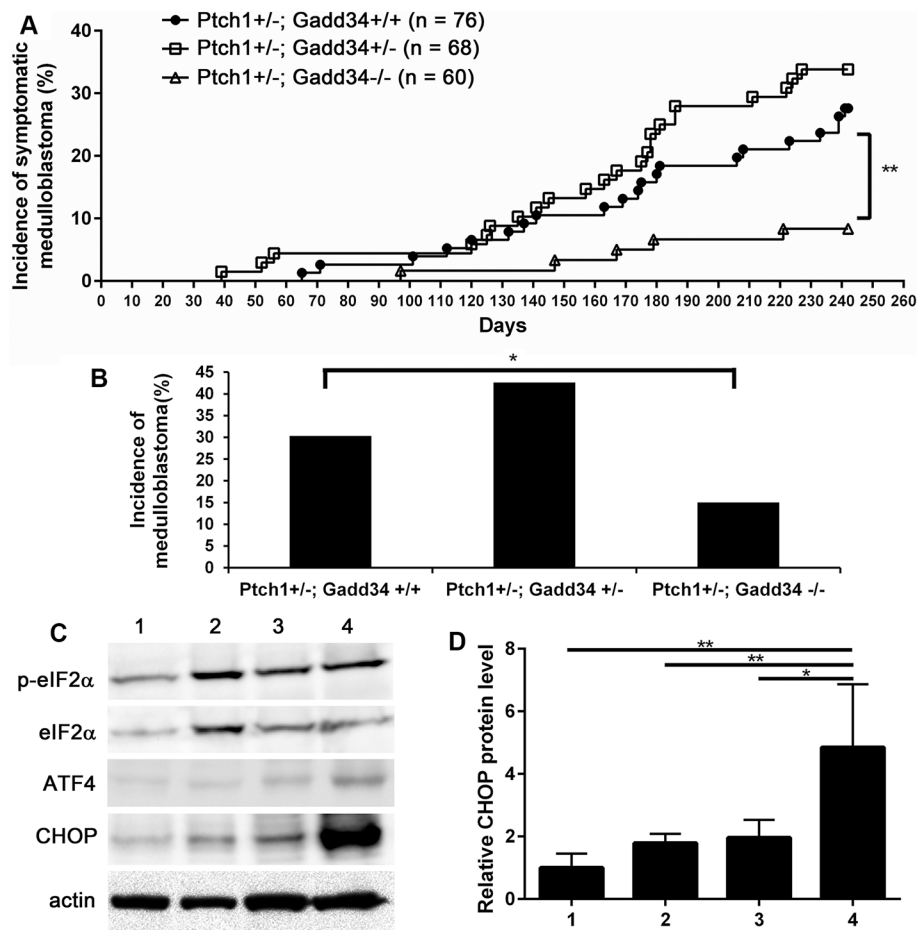 A
Ptch1+/-; Gadd34+/+ (n = 76)
Ptch1+/-; Gadd34+/- (n = 68)
Ptch1+/-; Gadd34-/- (n = 60)
Incidence of symptomatic
medulloblastoma (%)
40
30
20
10
0
0 10 20 30 40 50 60 70 80 90 100 110 120 130 140 150 160 170 180 190 200 210 220 230 240 250 260
Days
**
B
Incidence of
medulloblastoma(%)
45
40
35
30
25
20
15
10
5
0
*
Ptch1+/-; Gadd34 +/+ Ptch1+/-; Gadd34 +/- Ptch1+/-; Gadd34 -/-
C
1 2 3 4
p-eIF2α
eIF2α
ATF4
CHOP
actin
D
Relative CHOP protein level
8
6
4
2
0
**
**
*
1 2 3 4